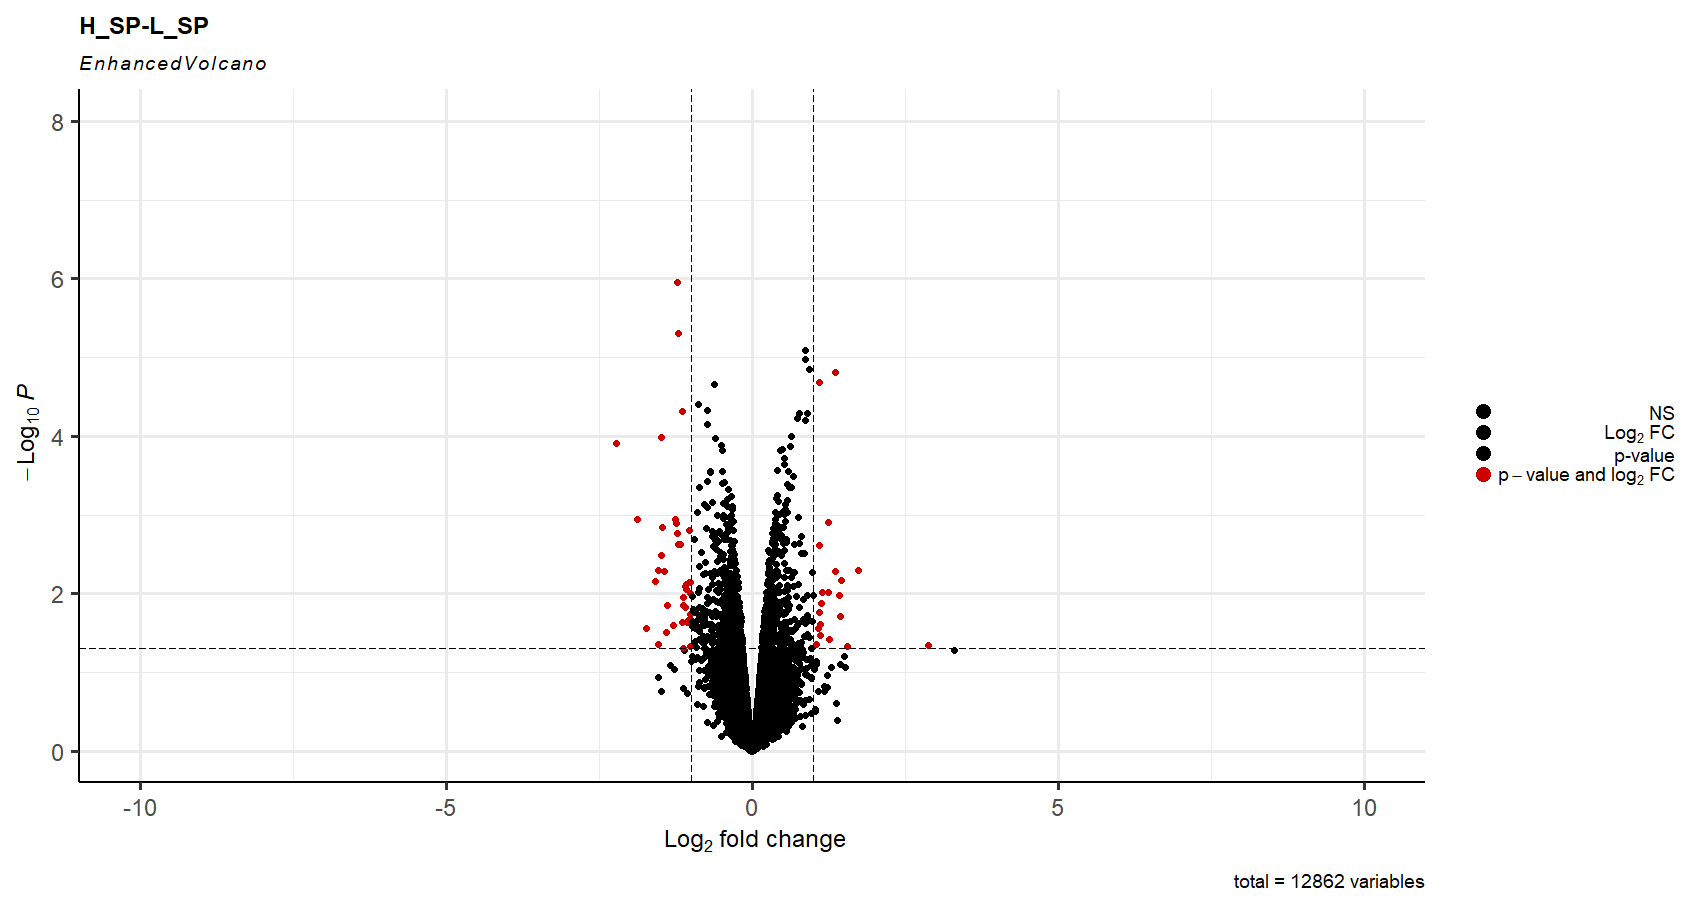 H_SP-L_SP
EnhancedVolcano
8
6
4
2
0
−Log10 P
-10 -5 0 5 10
Log2 fold change
NS
Log2 FC
p-value
p − value and log2 FC
total = 12862 variables